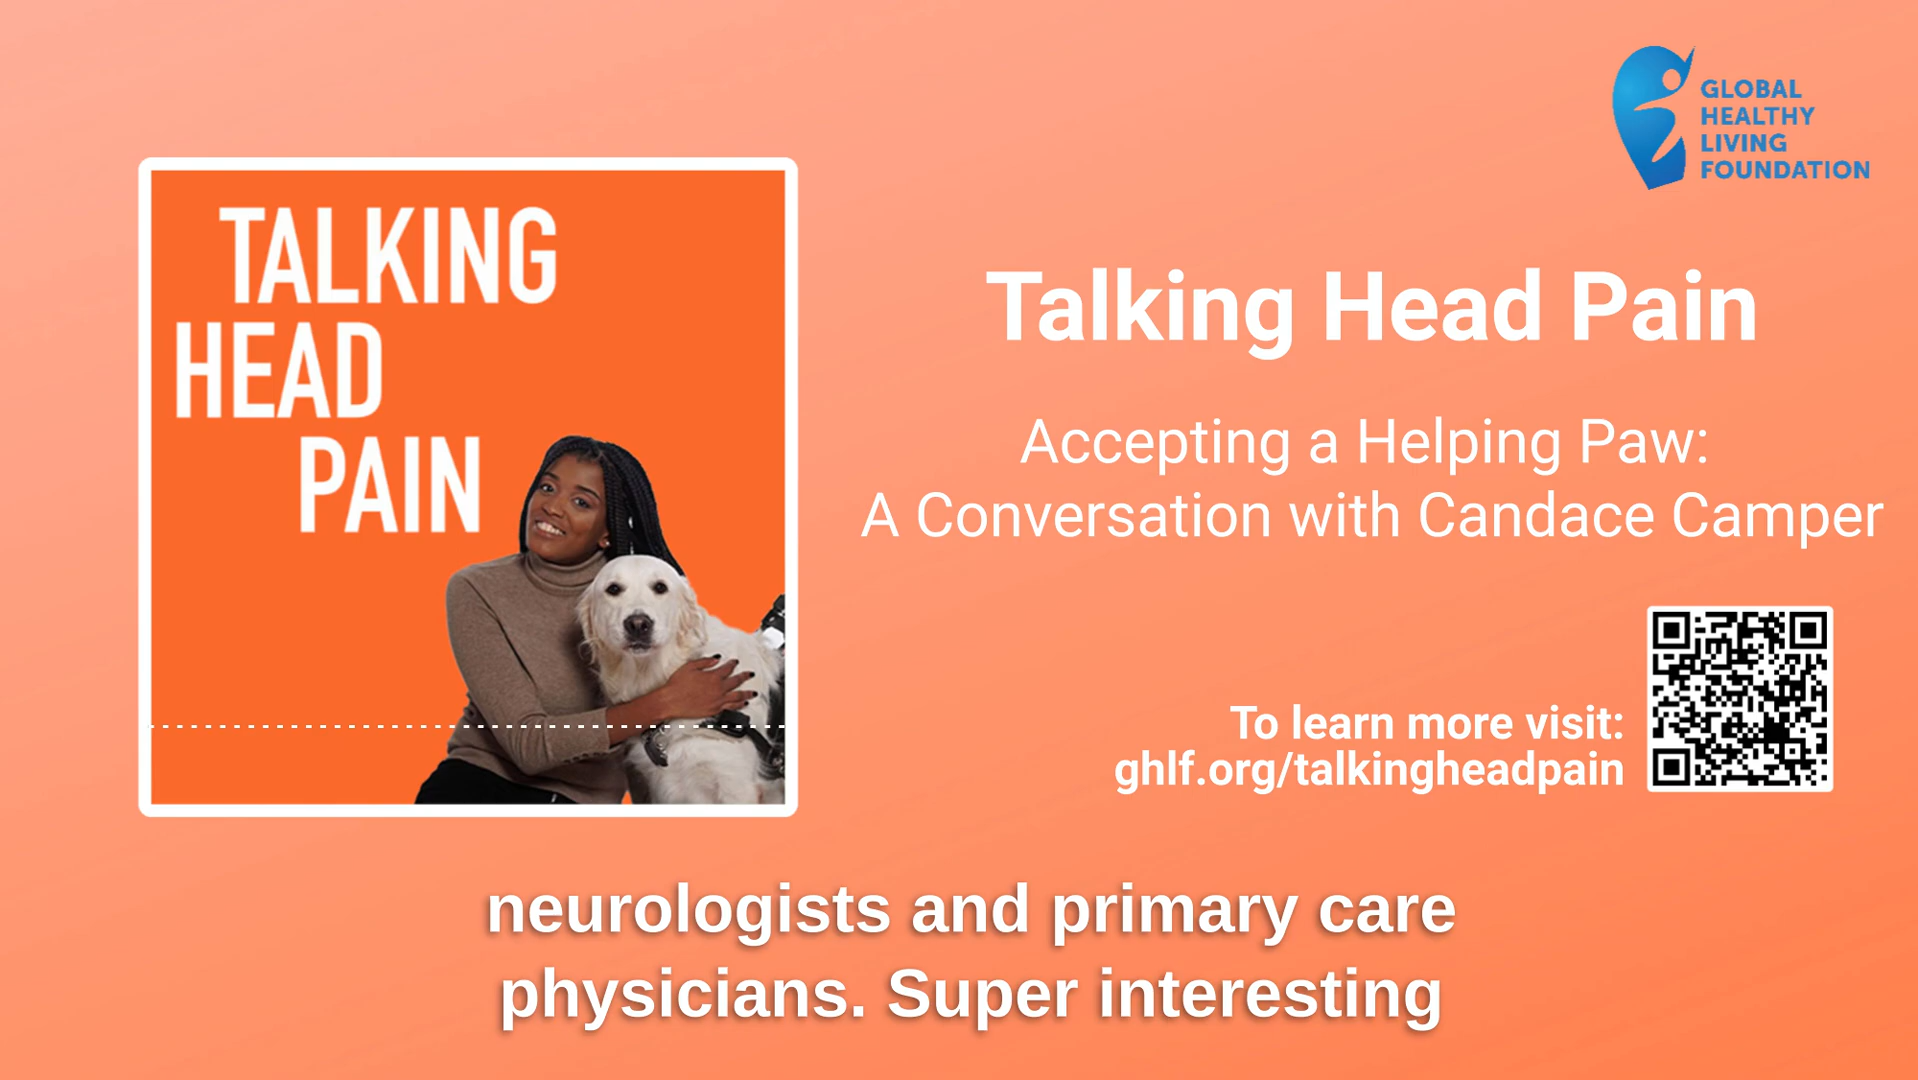 TALKING
HEAD
PAIN
GLOBAL
HEALTHY
LIVING
FOUNDATION
Talking Head Pain
Accepting a Helping Paw:
A Conversation with Candace Camper
To learn more visit:
ghlf.org/talkingheadpain
neurologists and primary care
physicians. Super interesting